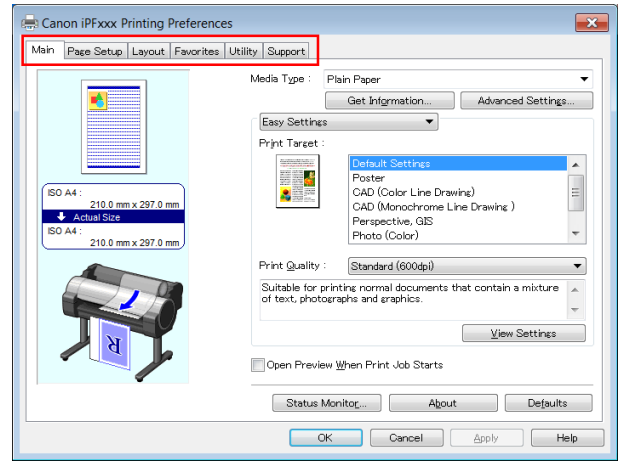 Canon iPFxxx Printing Preferences
Main Page Setup Layout Favorites Utility Support
Media Type : Plain Paper
Get Information... Advanced Settings...
Easy Settings
Print Target :
Default Settings
Poster
CAD (Color Line Drawing)
CAD (Monochrome Line Drawing )
Perspective, GIS
Photo (Color)
ISO A4 :
210.0 mm x 297.0 mm
Actual Size
ISO A4 :
210.0 mm x 297.0 mm
R
Print Quality : Standard (600dpi)
Suitable for printing normal documents that contain a mixture
of text, photographs and graphics.
View Settings
Open Preview When Print Job Starts
Status Monitor... About Defaults
OK Cancel Apply Help